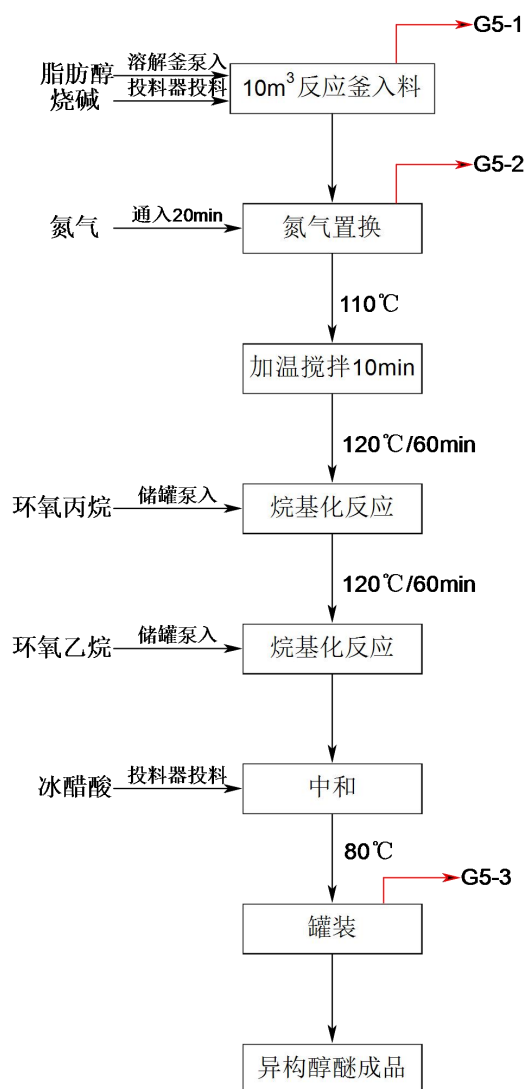 G5-1
溶解釜泵入
脂肪醇
投料器投料
烧碱
10m³反应釜入料
G5-2
通入20min
氮气
氮气置换
110℃
加温搅拌10min
120℃/60min
储罐泵入
环氧丙烷
烷基化反应
120℃/60min
储罐泵入
环氧乙烷
烷基化反应
投料器投料
冰醋酸
中和
80℃
G5-3
罐装
异构醇醚成品